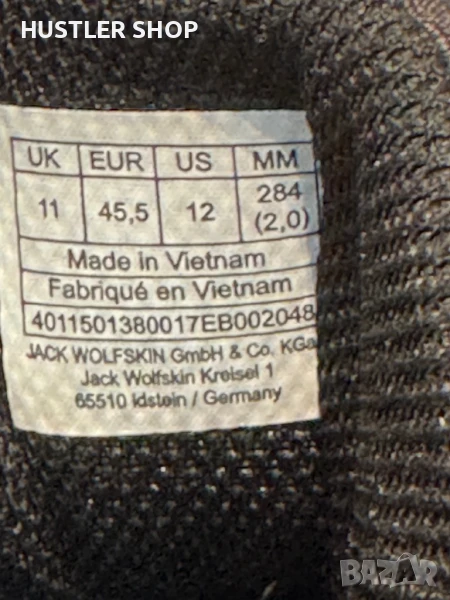 HUSTLER SHOP
UK EUR US MM
11 45,5 12 284 (2,0)
Made in Vietnam
Fabriqué en Vietnam
4011501380017EB002048
JACK WOLFSKIN GmbH & Co. KGa
Jack Wolfskin Kreisel 1
65510 Idstein / Germany
BAZAR